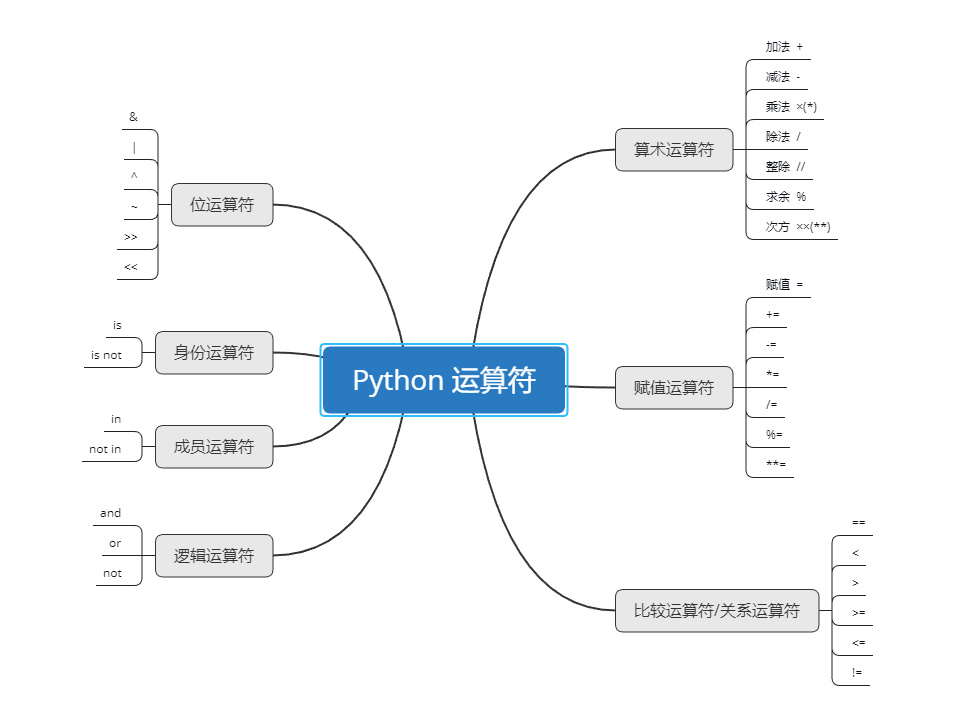 Python 运算符
算术运算符
加法 +
减法 -
乘法 ×(*)
除法 /
整除 //
求余 %
次方 ××(**)
赋值运算符
赋值 =
+=
-=
*=
/=
%=
**=
比较运算符/关系运算符
==
<
>
>=
<=
!=
位运算符
&
|
^
~
>>
<<
身份运算符
is
is not
成员运算符
in
not in
逻辑运算符
and
or
not